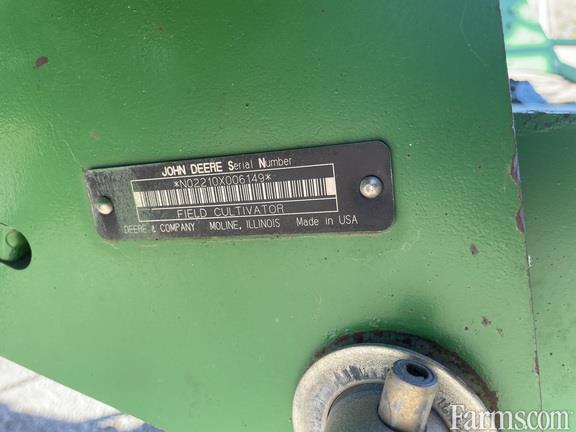 JOHN DEERE Serial Number
*N02210X006149*
FIELD CULTIVATOR
DEERE & COMPANY MOLINE, ILLINOIS Made in USA
Farms.com